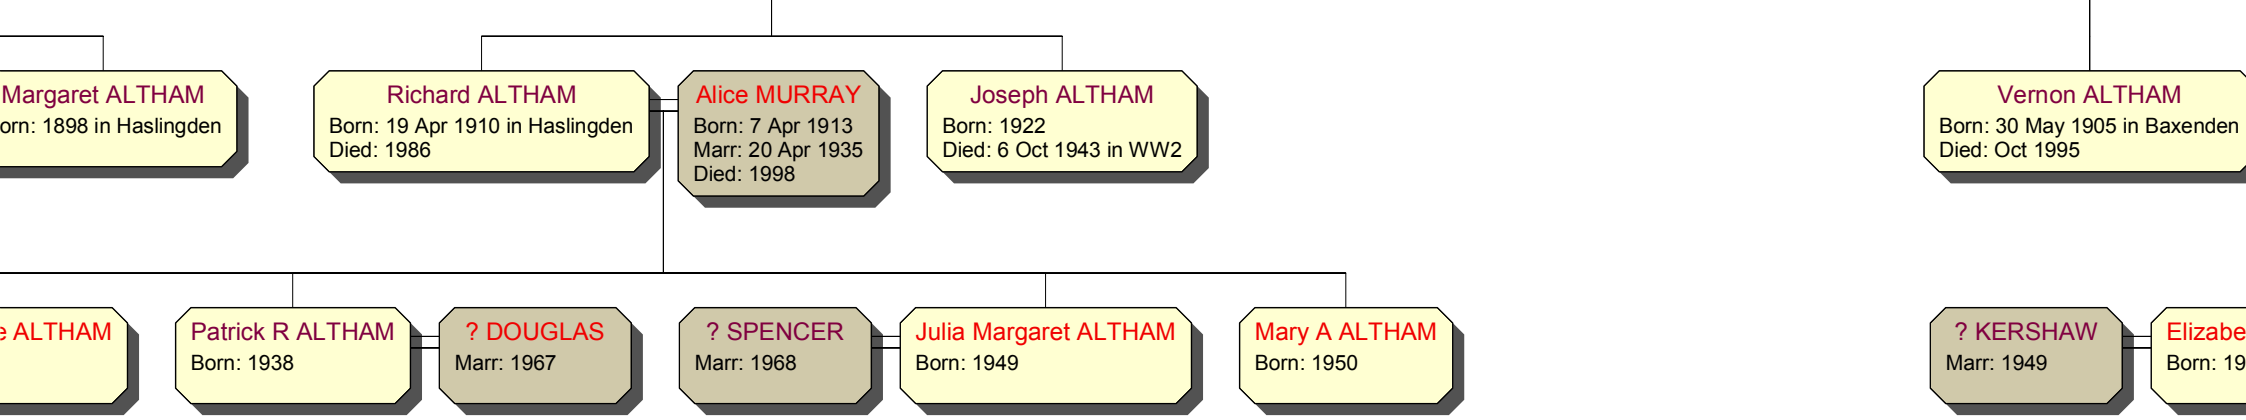 Margaret ALTHAM
orn: 1898 in Haslingden
Richard ALTHAM
Born: 19 Apr 1910 in Haslingden
Died: 1986
Alice MURRAY
Born: 7 Apr 1913
Marr: 20 Apr 1935
Died: 1998
Joseph ALTHAM
Born: 1922
Died: 6 Oct 1943 in WW2
Vernon ALTHAM
Born: 30 May 1905 in Baxenden
Died: Oct 1995
e ALTHAM
Patrick R ALTHAM
Born: 1938
? DOUGLAS
Marr: 1967
? SPENCER
Marr: 1968
Julia Margaret ALTHAM
Born: 1949
Mary A ALTHAM
Born: 1950
? KERSHAW
Marr: 1949
Elizabe
Born: 19